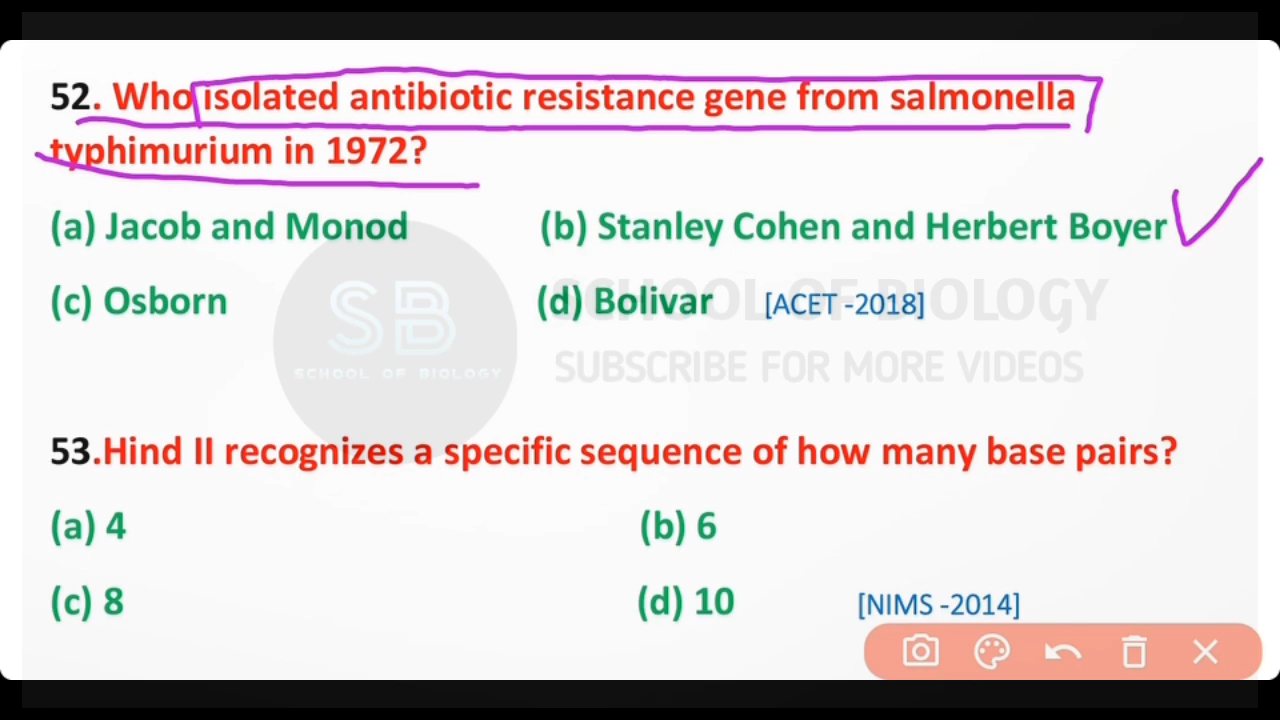 52. Who isolated antibiotic resistance gene from salmonella
typhimurium in 1972?
(a) Jacob and Monod (b) Stanley Cohen and Herbert Boyer
(c) Osborn (d) Bolivar [ACET -2018]
SB
SCHOOL OF BIOLOGY
SCHOOL OF BIOLOGY
SUBSCRIBE FOR MORE VIDEOS
53.Hind II recognizes a specific sequence of how many base pairs?
(a) 4 (b) 6
(c) 8 (d) 10 [NIMS -2014]